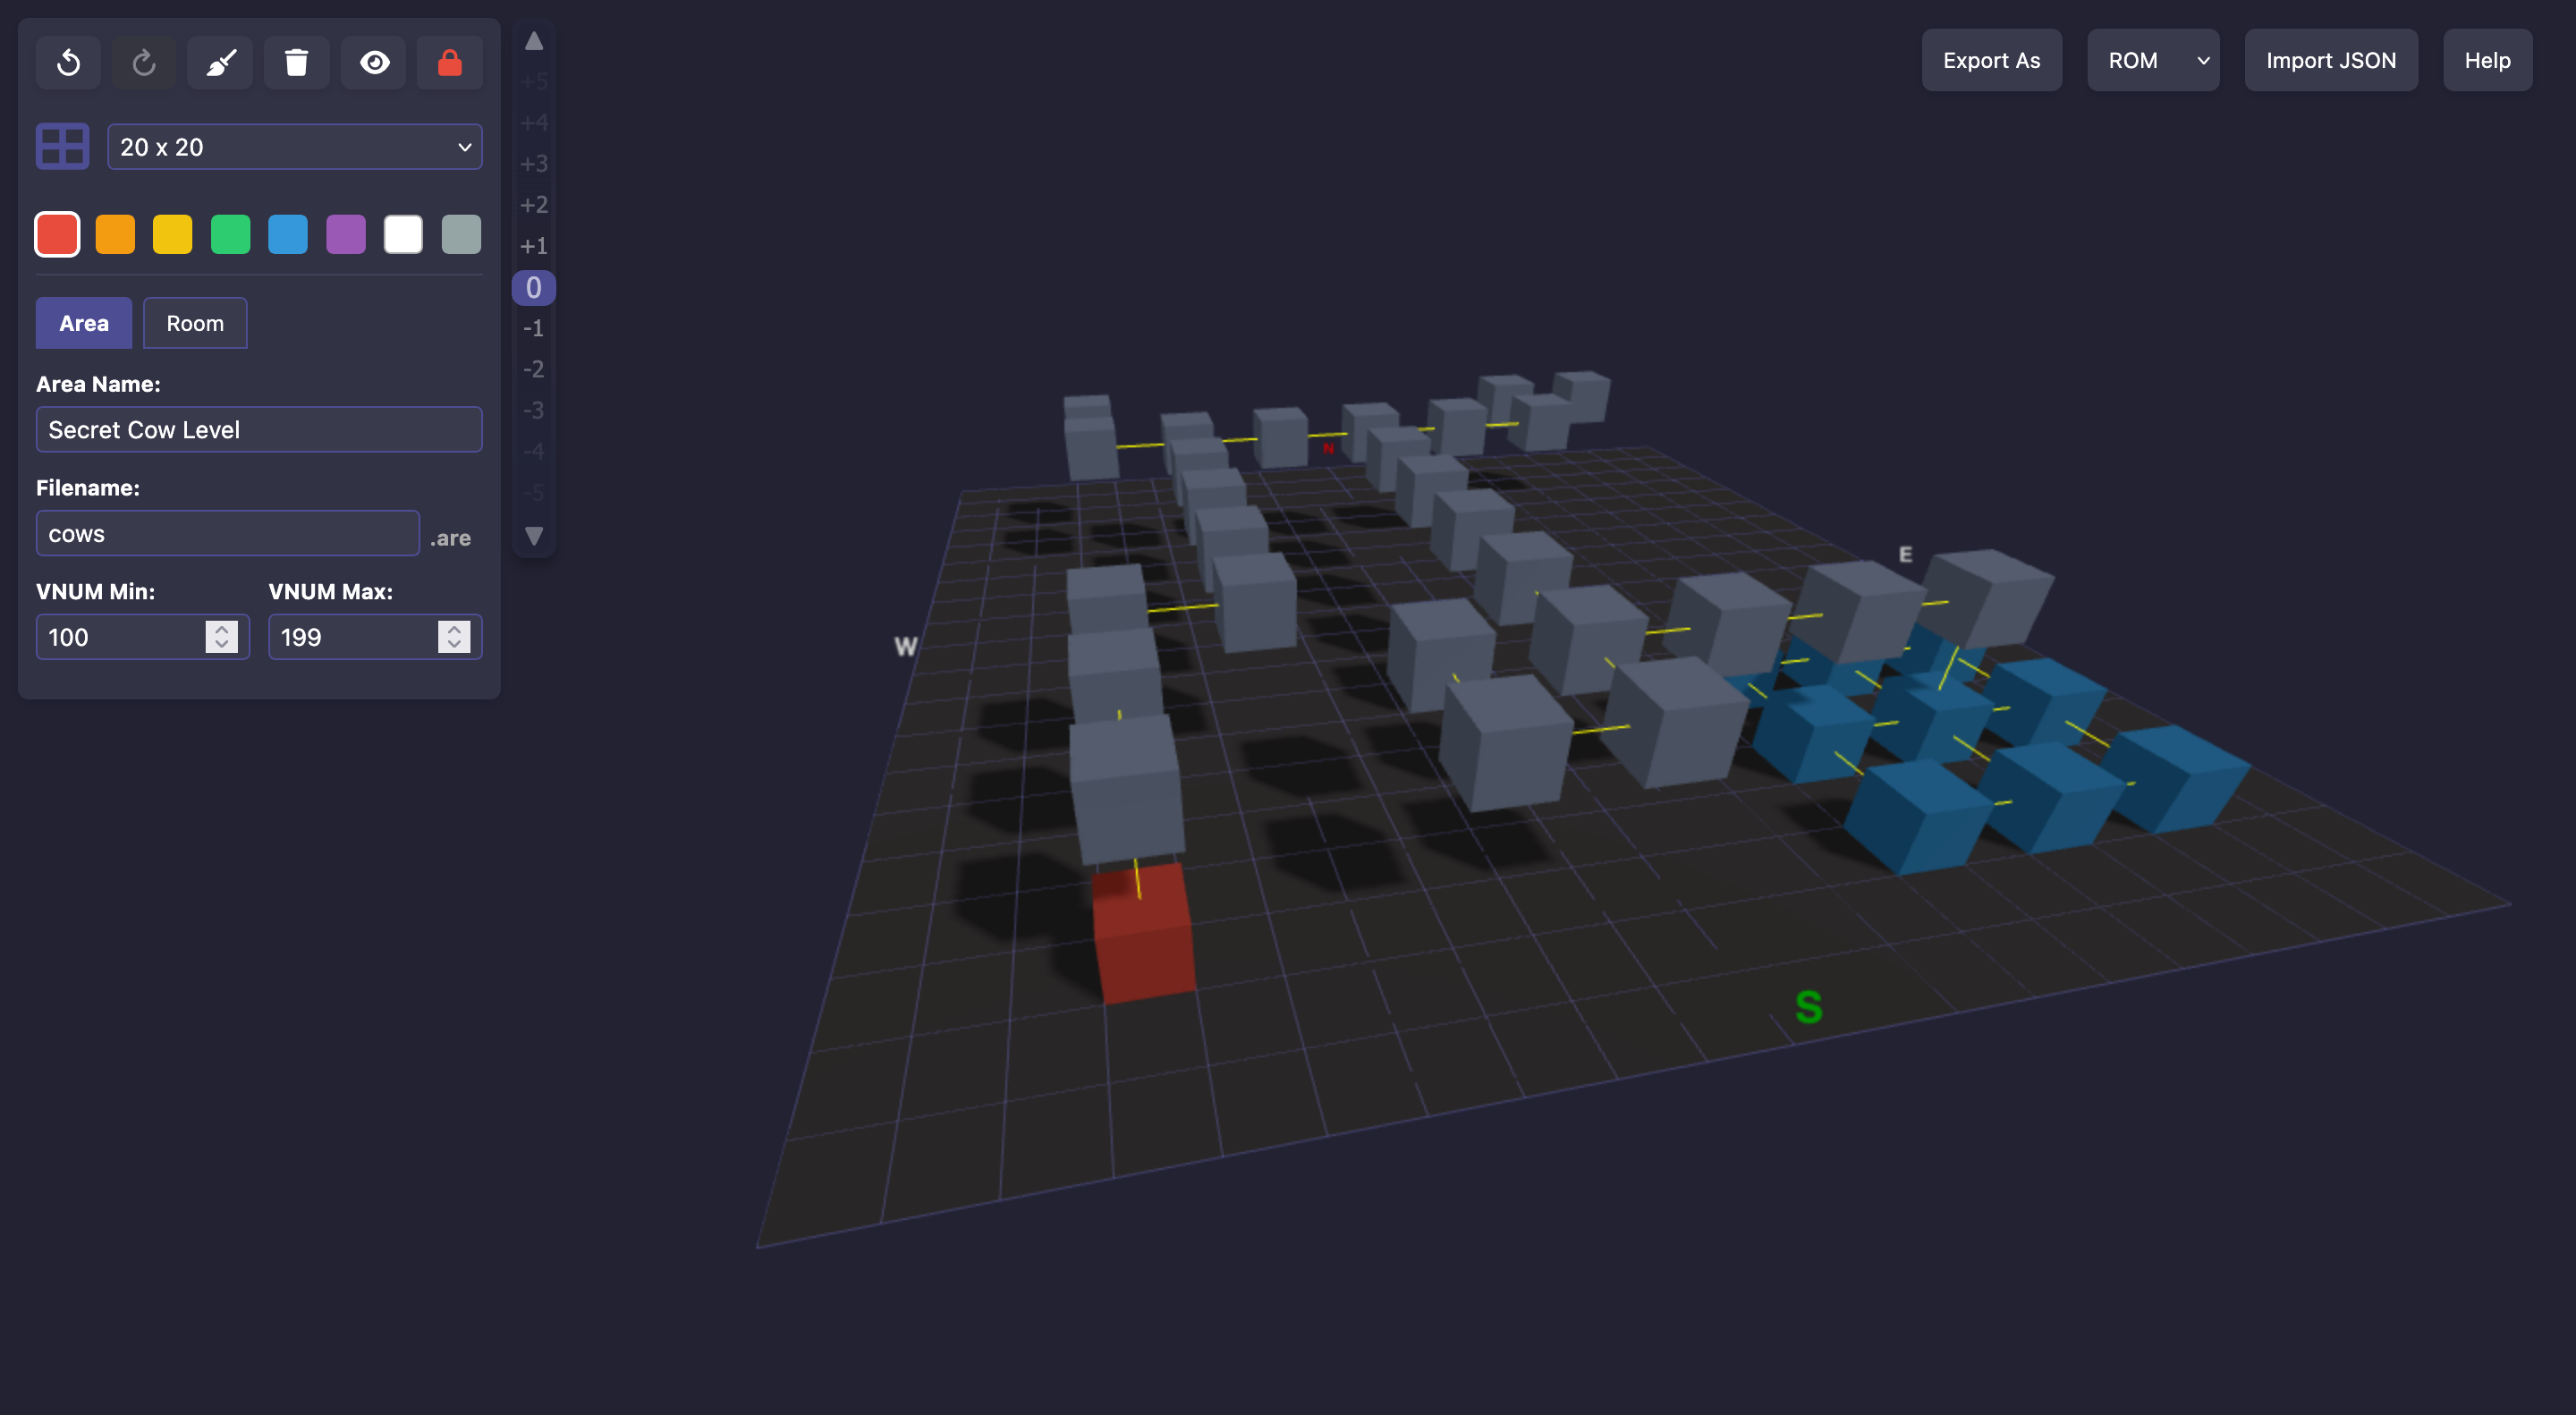 Export As
ROM
Import JSON
Help
20 x 20
Area
Room
Area Name:
Secret Cow Level
Filename:
cows
.are
VNUM Min:
VNUM Max:
100
199
+5
+4
+3
+2
+1
0
-1
-2
-3
-4
-5
N
E
W
S